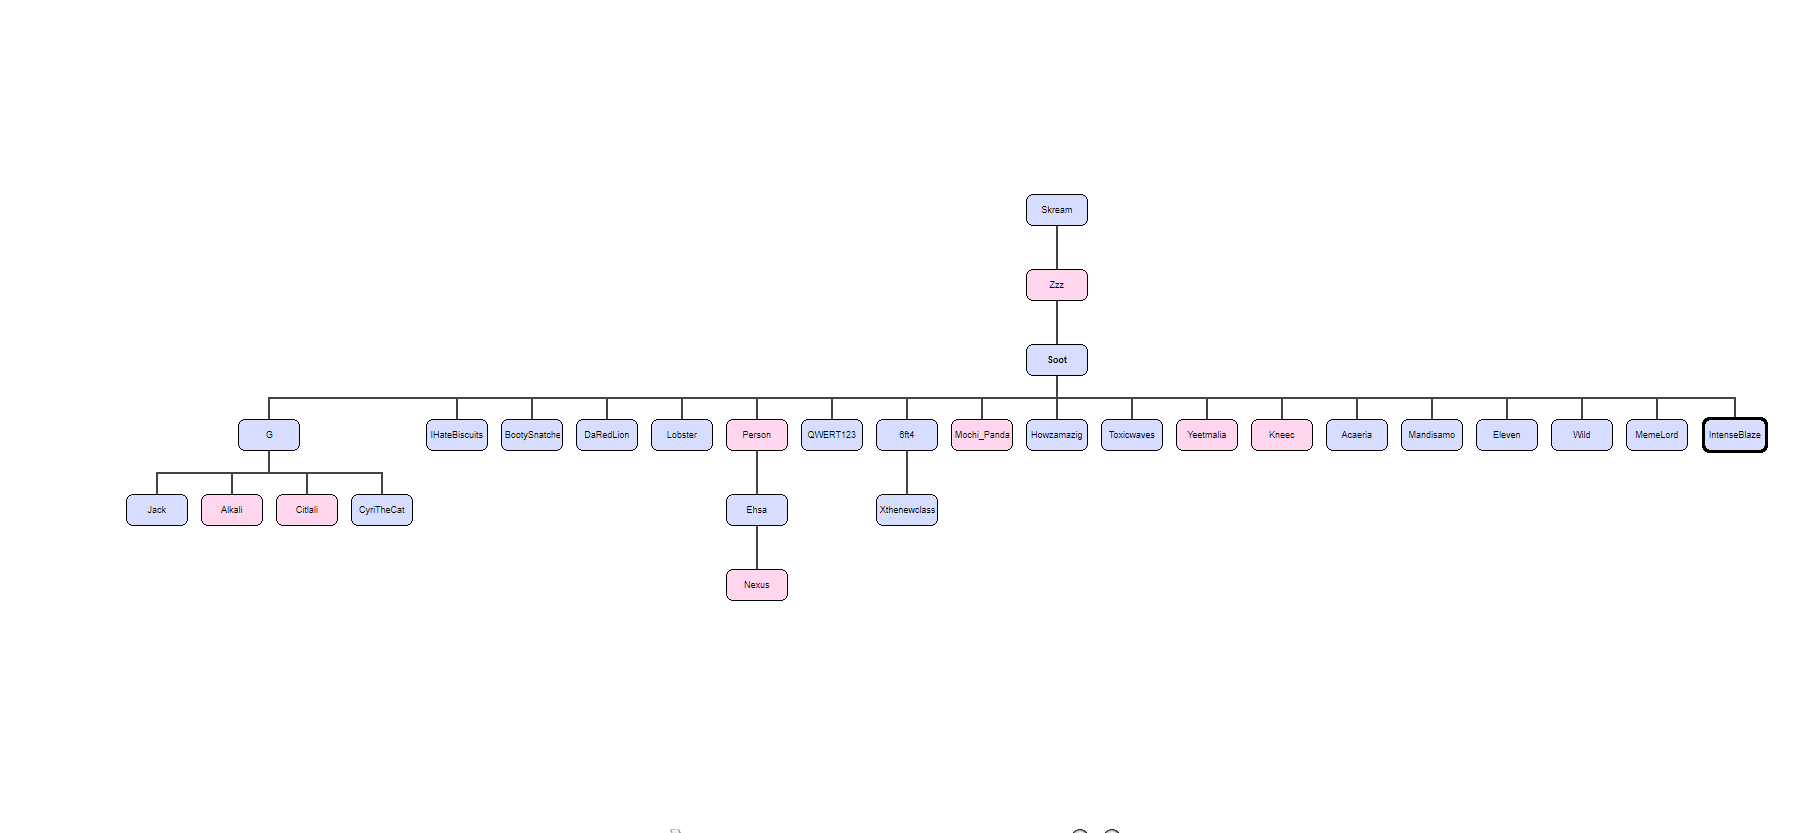 Skream
Zzz
Soot
G
IHateBiscuits
BootySnatche
DaRedLion
Lobster
Person
QWERT123
6ft4
Mochi_Panda
Howzamazig
Toxicwaves
Yeetmalia
Kneec
Acaeria
Mandisamo
Eleven
Wild
MemeLord
IntenseBlaze
Jack
Alkali
Citlali
CyriTheCat
Ehsa
Xthenewclass
Nexus